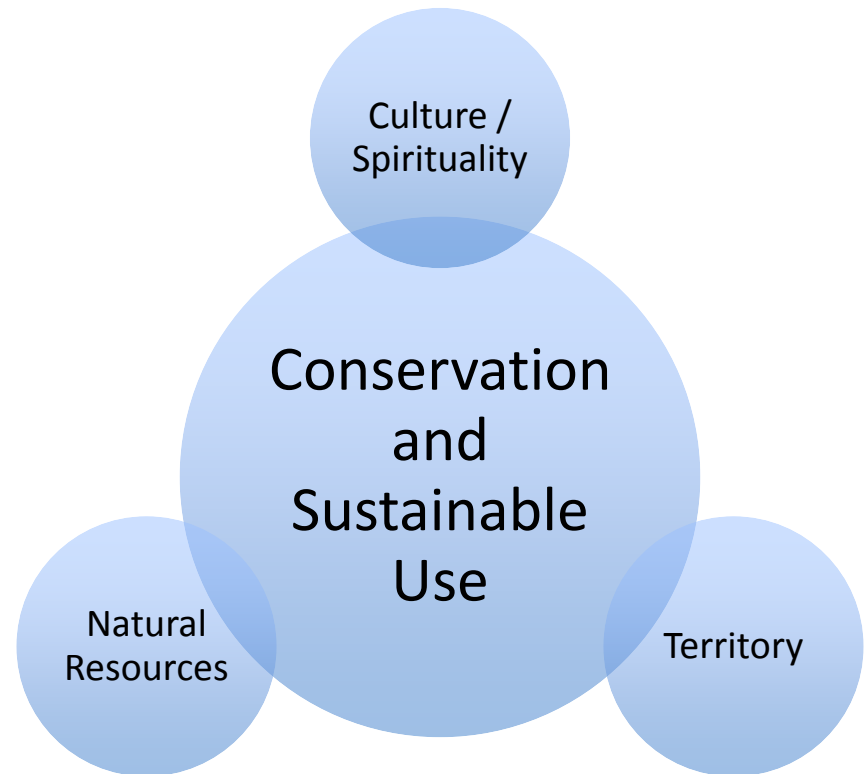 Culture /
Spirituality
Conservation
and
Sustainable
Use
Natural
Resources
Territory